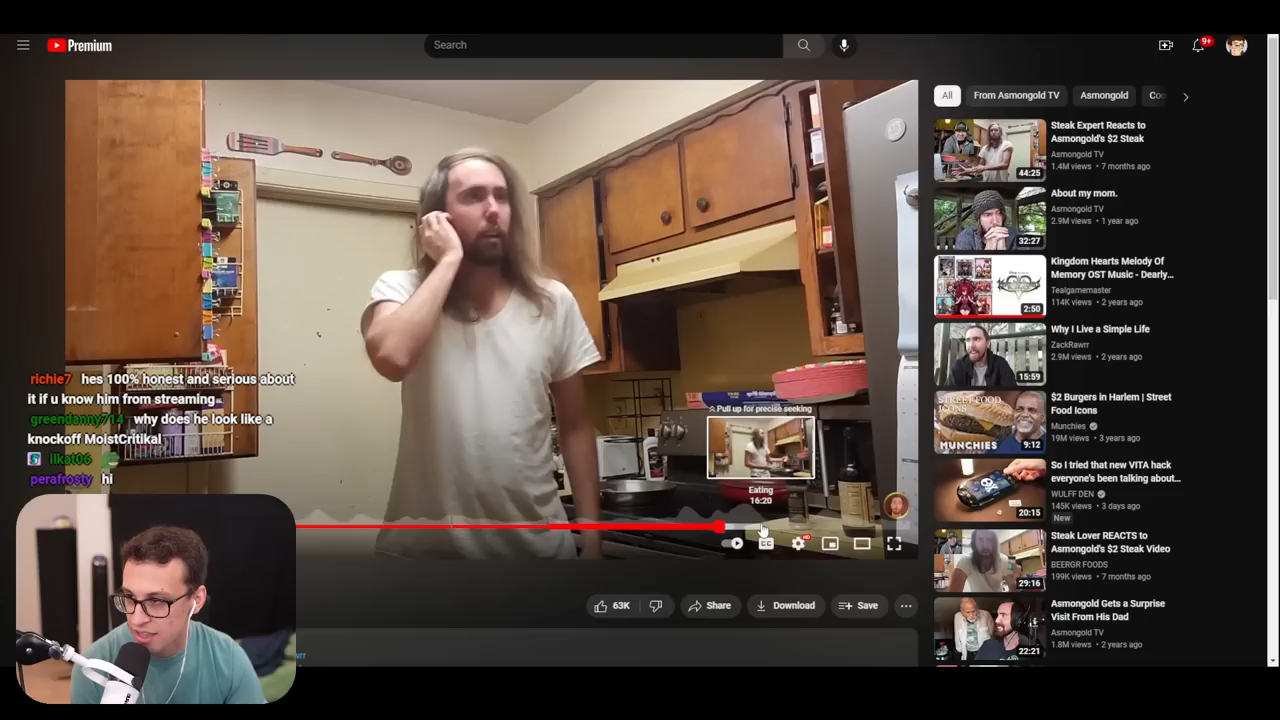 Premium
Search
9+
All
From Asmongold TV
Asmongold
Co
Steak Expert Reacts to
Asmongold's $2 Steak
Asmongold TV
1.4M views • 7 months ago
44:25
About my mom.
Asmongold TV
2.9M views • 1 year ago
32:27
Kingdom Hearts Melody Of
Memory OST Music - Dearly...
Tealgamemaster
114K views • 2 years ago
2:50
Why I Live a Simple Life
ZackRawrr
2.9M views • 2 years ago
15:59
STREET FOOD
ICONS
MUNCHIES
9:12
$2 Burgers in Harlem | Street
Food Icons
Munchies
19M views • 3 years ago
So I tried that new VITA hack
everyone's been talking about...
WULFF DEN
145K views • 3 days ago
New
20:15
Steak Lover REACTS to
Asmongold's $2 Steak Video
BEERGR FOODS
199K views • 7 months ago
29:16
Asmongold Gets a Surprise
Visit From His Dad
Asmongold TV
1.8M views • 2 years ago
22:21
richie7 hes 100% honest and serious about
it if u know him from streaming
greendanny714 why does he look like a
knockoff MoistCritikal
ilkat06
perafrosty hi
Pull up for precise seeking
Eating
16:20
CC
HD
63K
Share
Download
Save